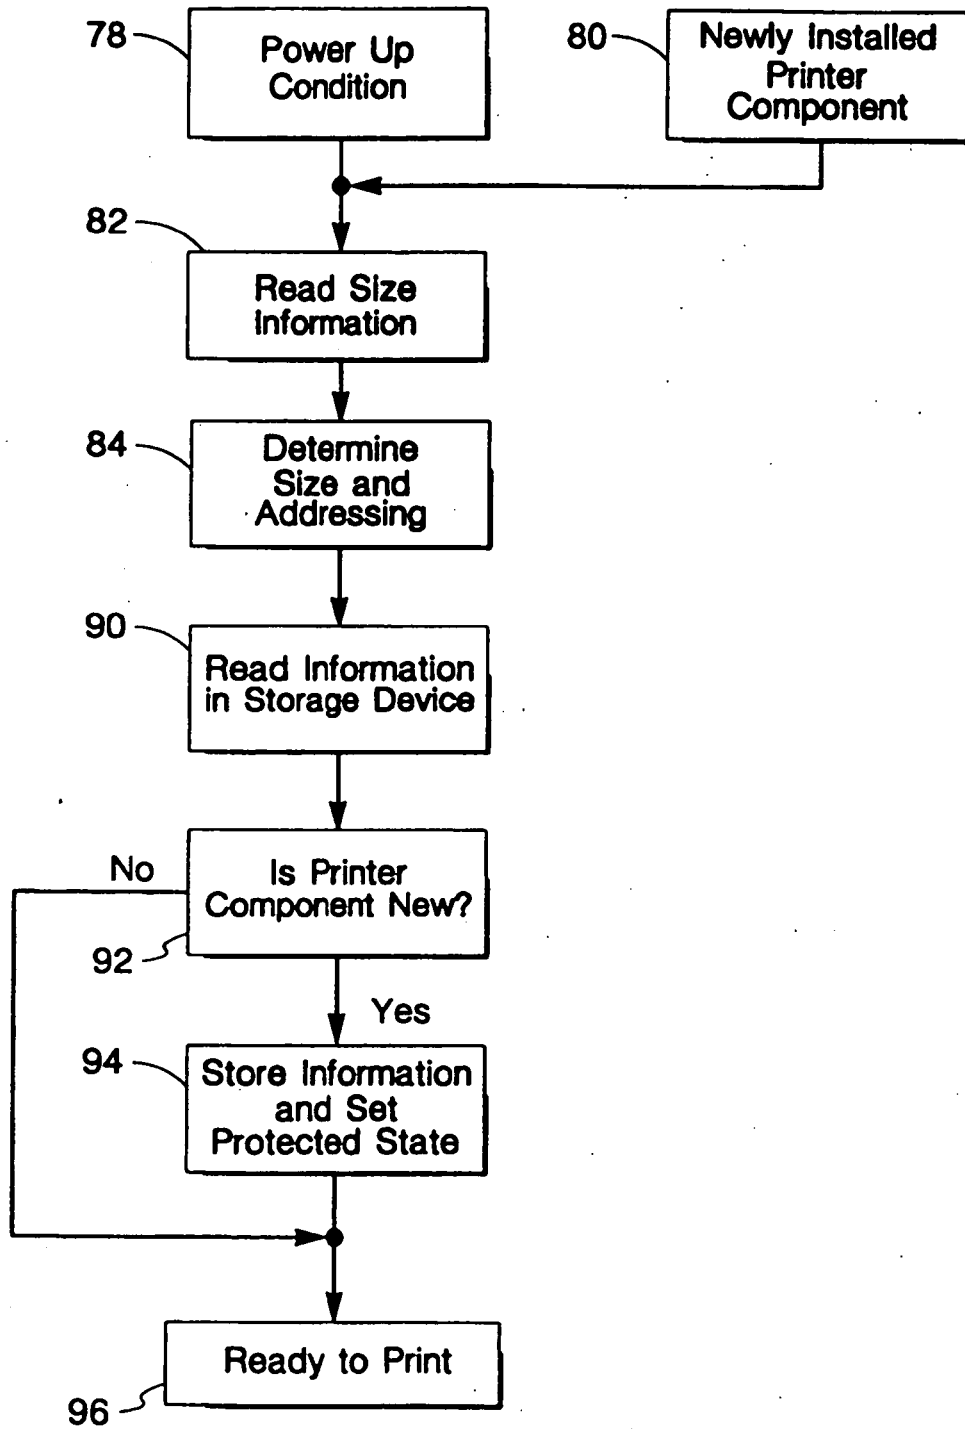 78
Power Up
Condition
80
Newly Installed
Printer
Component
82
Read Size
Information
84
Determine
Size and
Addressing
90
Read Information
in Storage Device
No
Is Printer
Component New?
92
Yes
94
Store Information
and Set
Protected State
Ready to Print
96